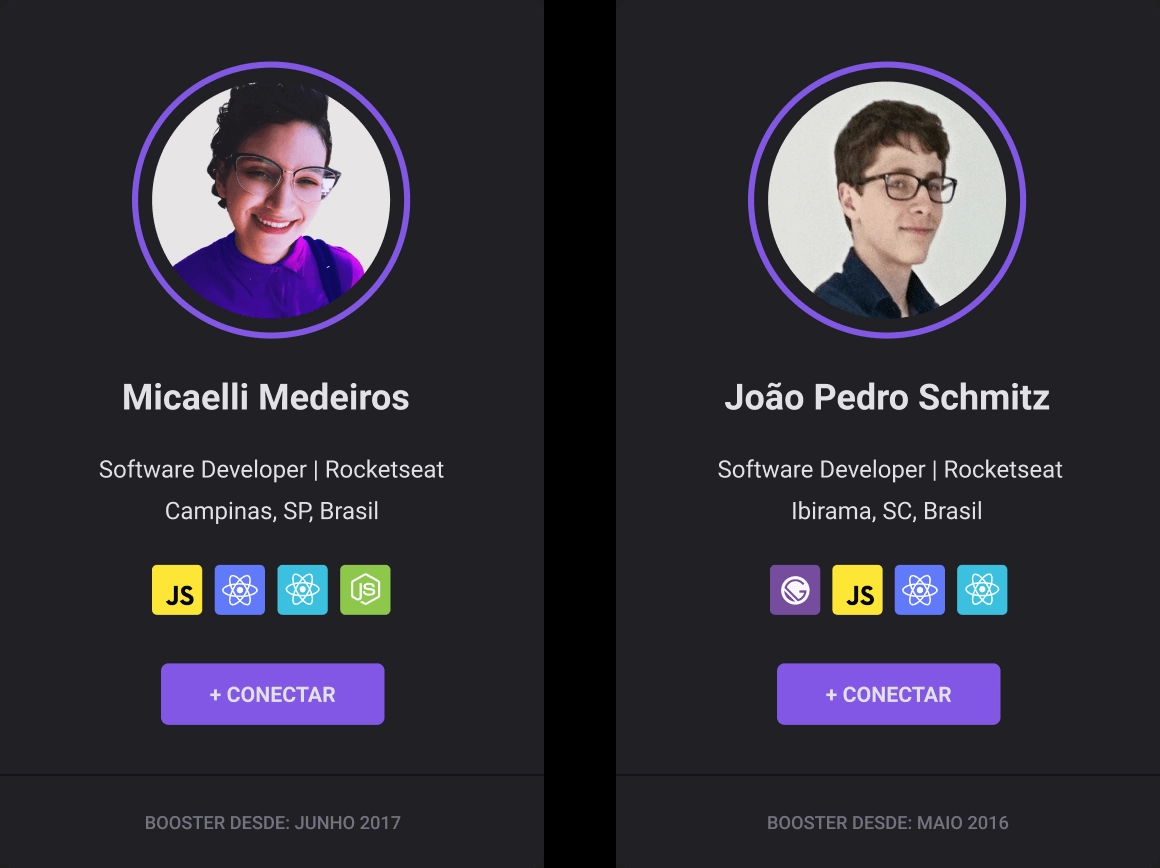 Micaelli Medeiros
Software Developer | Rocketseat
Campinas, SP, Brasil
JS
JS
+ CONECTAR
BOOSTER DESDE: JUNHO 2017
João Pedro Schmitz
Software Developer | Rocketseat
Ibirama, SC, Brasil
JS
+ CONECTAR
BOOSTER DESDE: MAIO 2016